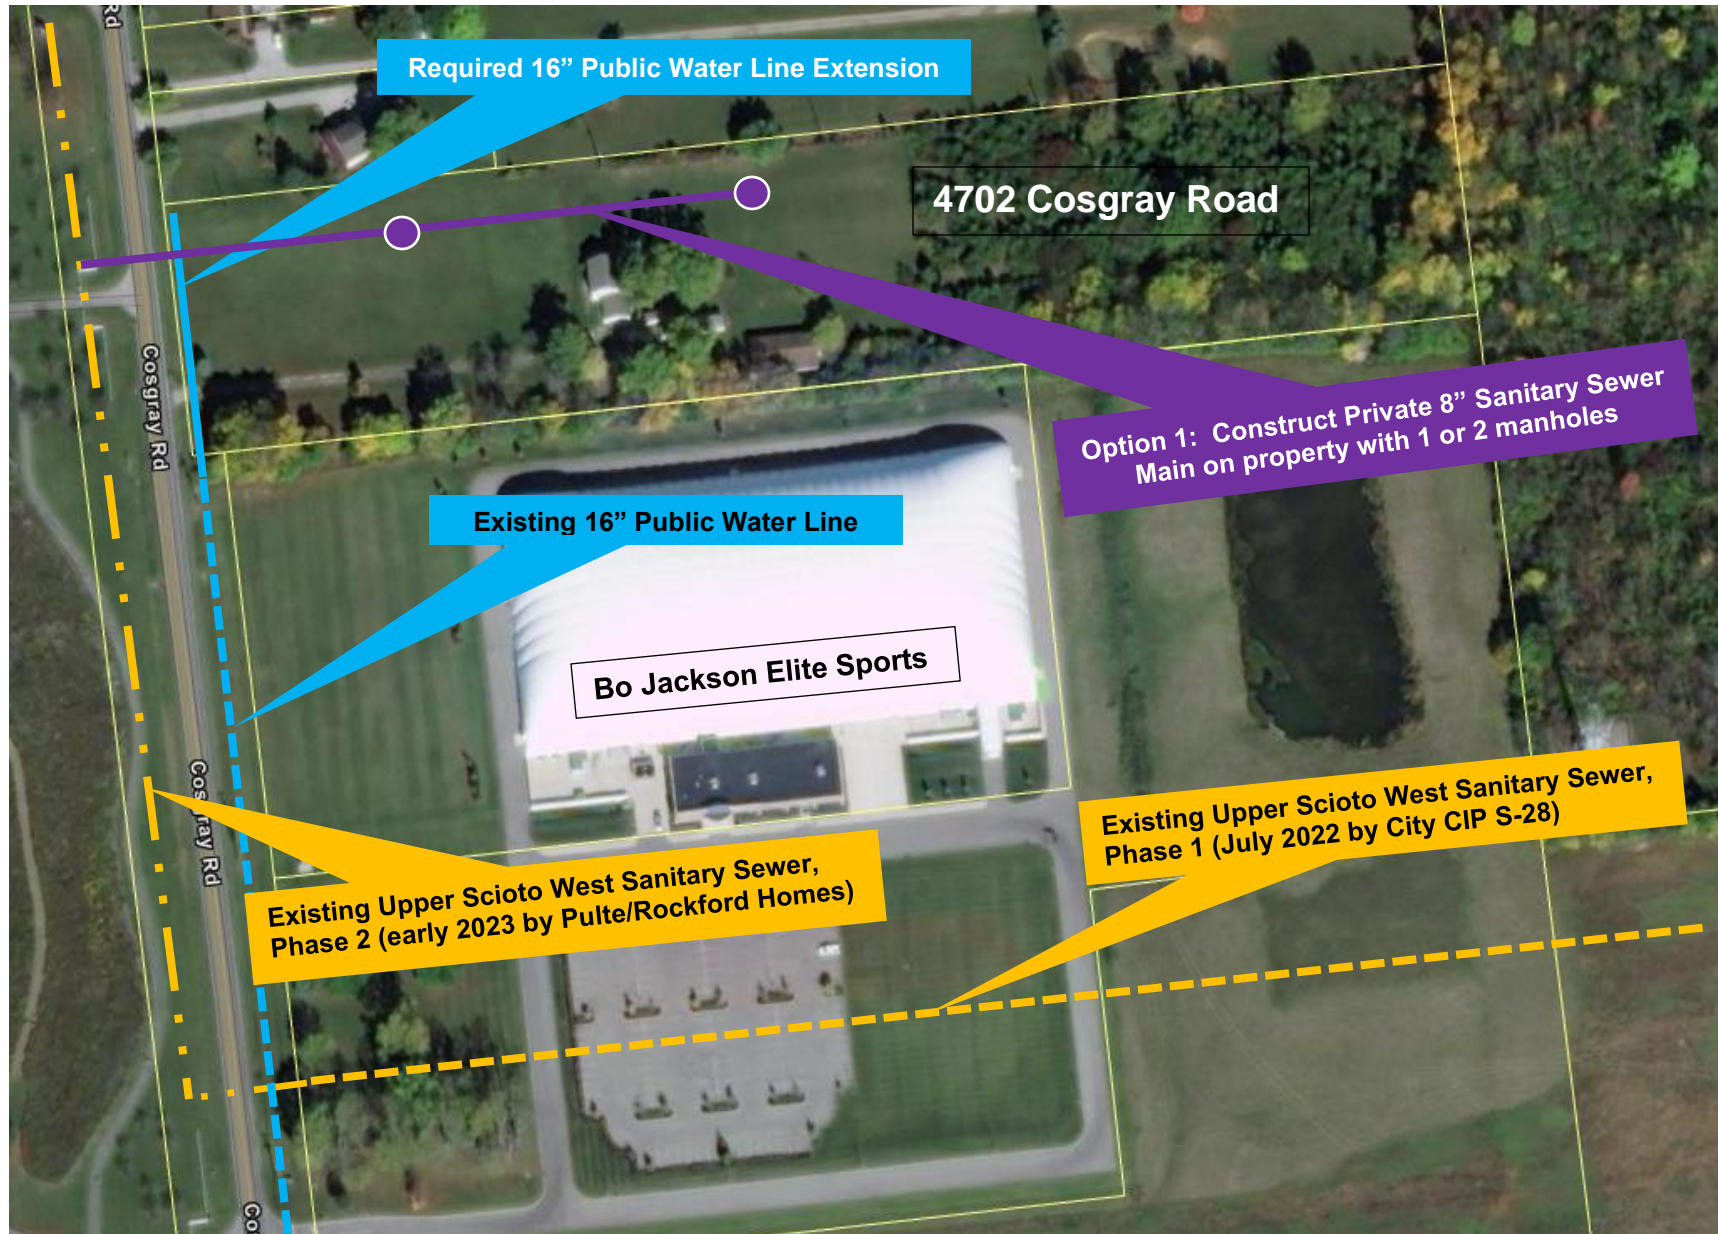 Rd
Required 16” Public Water Line Extension
4702 Cosgray Road
Cosgray Rd
Option 1: Construct Private 8” Sanitary Sewer
Main on property with 1 or 2 manholes
Existing 16” Public Water Line
Bo Jackson Elite Sports
Cosgray Rd
Existing Upper Scioto West Sanitary Sewer,
Phase 1 (July 2022 by City CIP S-28)
Existing Upper Scioto West Sanitary Sewer,
Phase 2 (early 2023 by Pulte/Rockford Homes)
Co